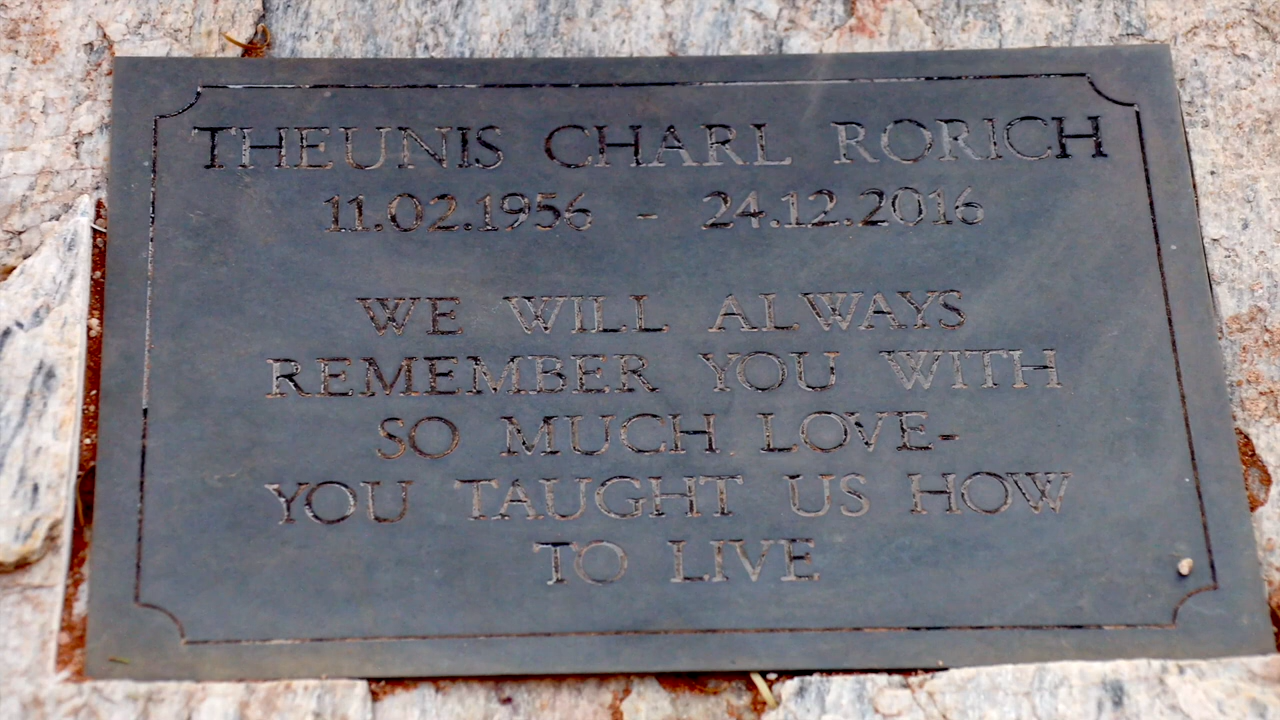 THEUNIS CHARL RORICH
11.02.1956 - 24.12.2016
WE WILL ALWAYS
REMEMBER YOU WITH
SO MUCH LOVE-
YOU TAUGHT US HOW
TO LIVE